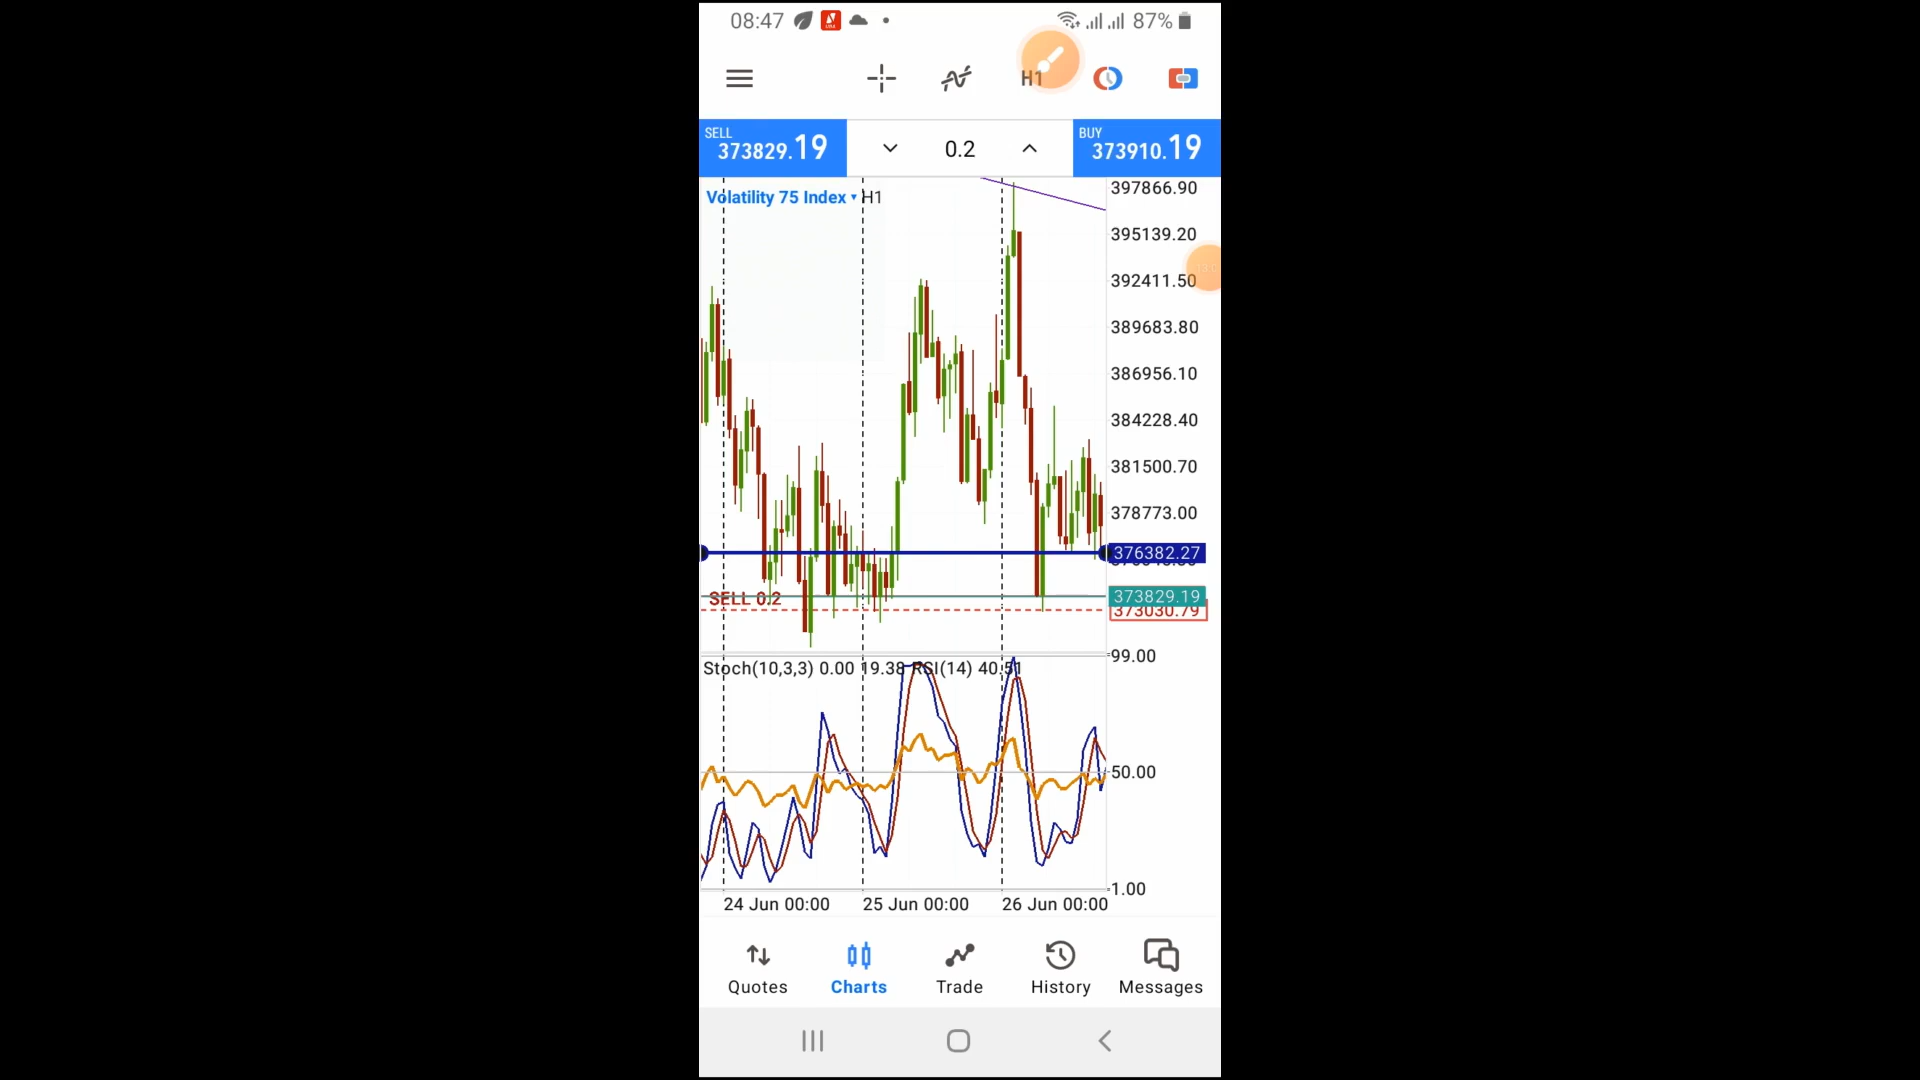 08:47 87%
H1
SELL 373829.19 0.2 BUY 373910.19
Volatility 75 Index ▾ H1
397866.90
395139.20
392411.50
389683.80
386956.10
384228.40
381500.70
378773.00
376382.27
SELL 0.2
373829.19
373030.79
Stoch(10,3,3) 0.00 19.38 RSI(14) 40.51
99.00
50.00
1.00
24 Jun 00:00 25 Jun 00:00 26 Jun 00:00
Quotes Charts Trade History Messages